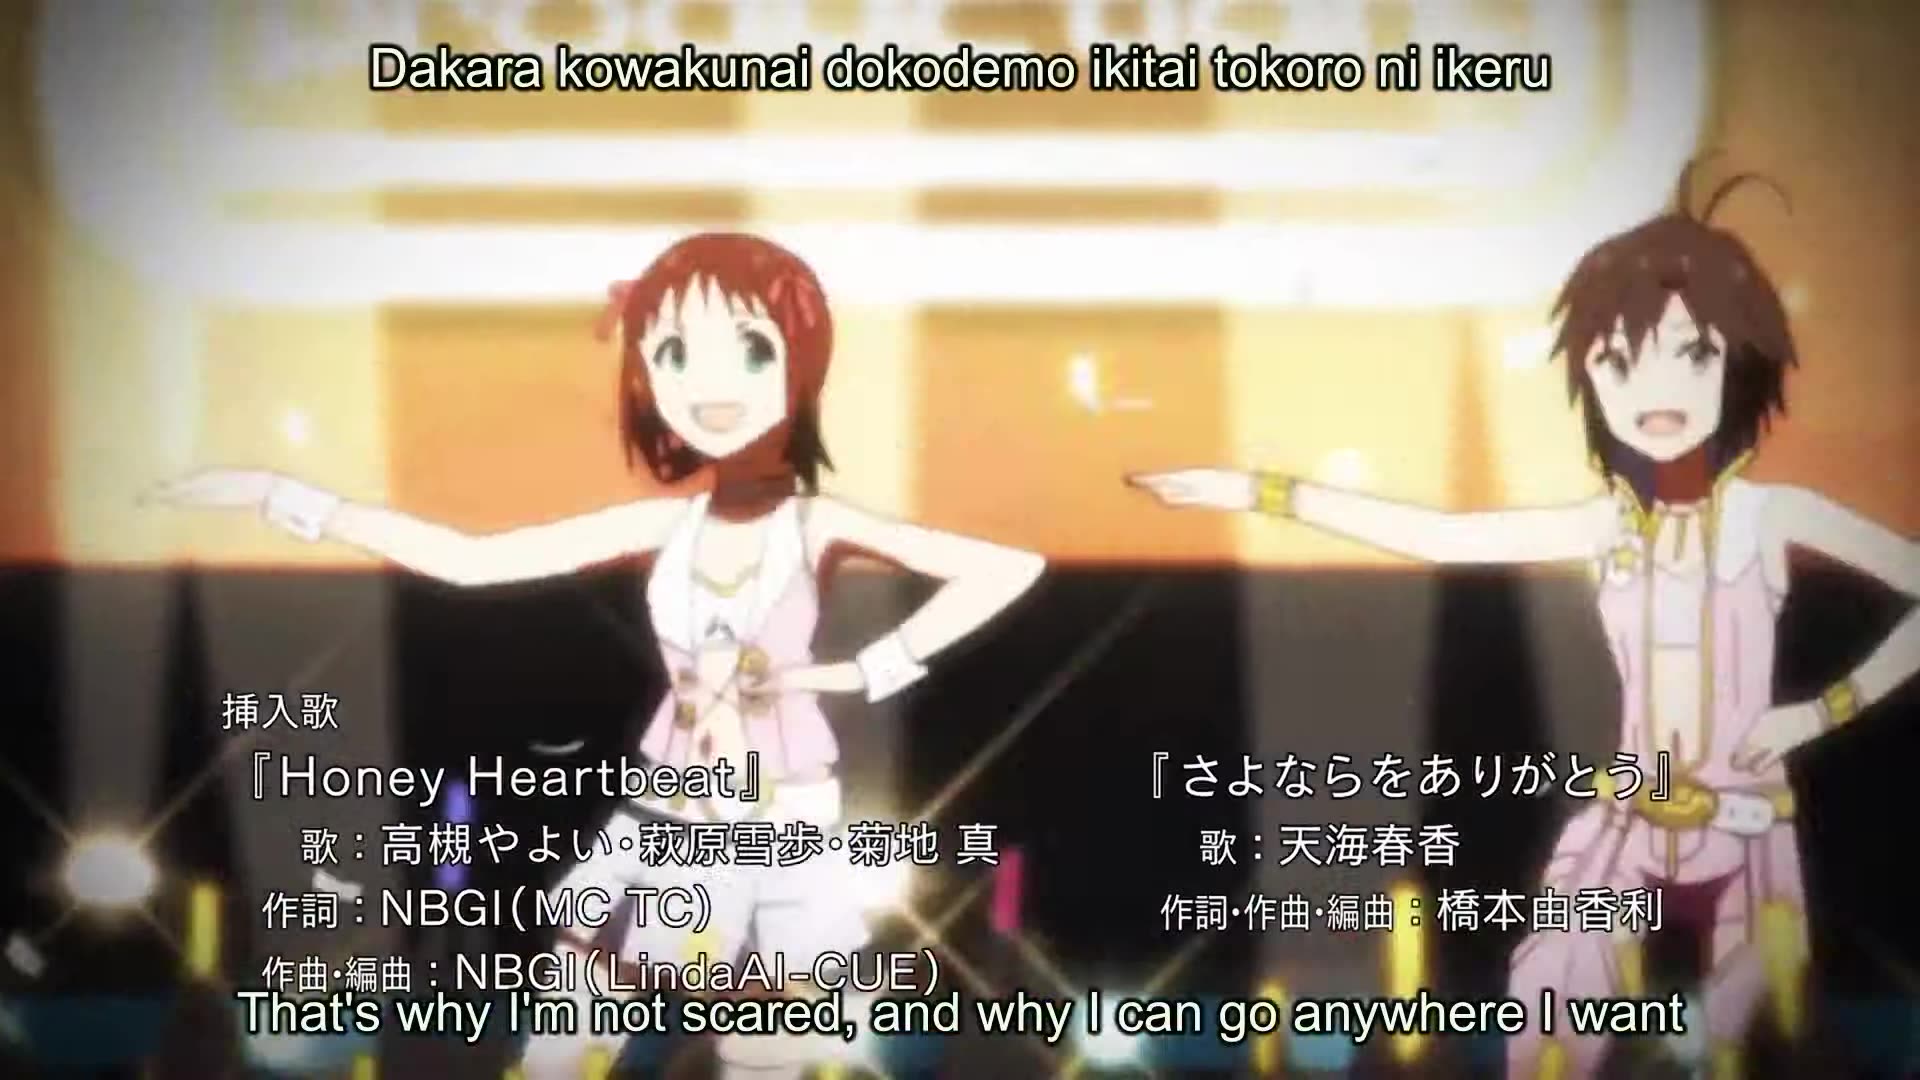 Dakara kowakunai dokodemo ikitai tokoro ni ikeru
挿入歌
『Honey Heartbeat』
歌：高槻やよい・萩原雪歩・菊地 真
作詞：NBGI（MC TC）
作曲・編曲：NBGI（LindaAI-CUE）
『さよならをありがとう』
歌：天海春香
作詞・作曲・編曲：橋本由香利
That's why I'm not scared, and why I can go anywhere I want